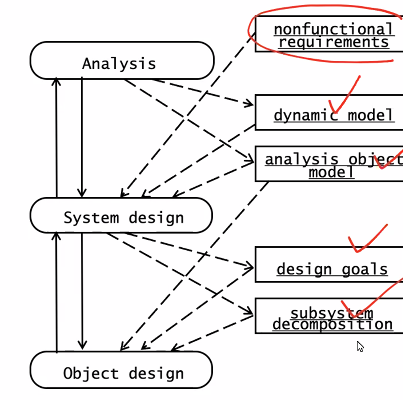 nonfunctional
requirements
Analysis
dynamic model
analysis object
model
System design
design goals
subsystem
decomposition
Object design